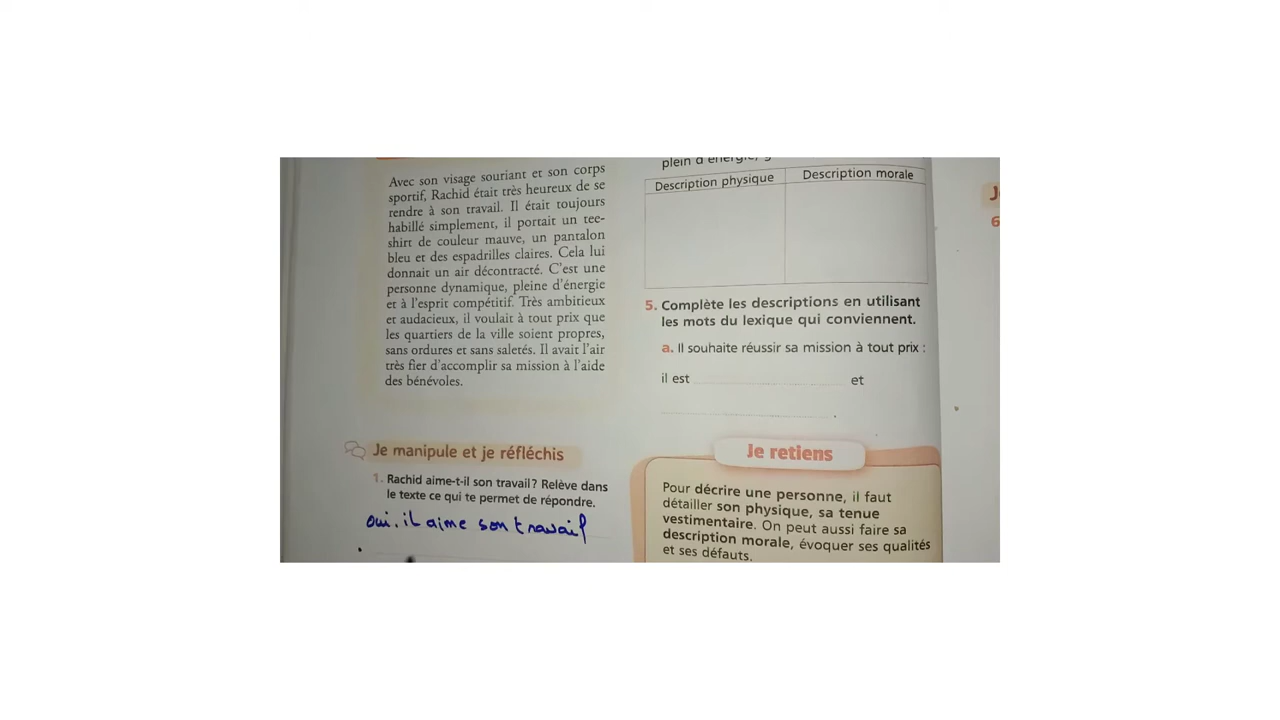 Avec son visage souriant et son corps
sportif, Rachid était très heureux de se
rendre à son travail. Il était toujours
habillé simplement, il portait un tee-
shirt de couleur mauve, un pantalon
bleu et des espadrilles claires. Cela lui
donnait un air décontracté. C'est une
personne dynamique, pleine d'énergie
et à l'esprit compétitif. Très ambitieux
et audacieux, il voulait à tout prix que
les quartiers de la ville soient propres,
sans ordures et sans saletés. Il avait l'air
très fier d'accomplir sa mission à l'aide
des bénévoles.
Je manipule et je réfléchis
1. Rachid aime-t-il son travail? Relève dans
le texte ce qui te permet de répondre.
oui. il aime son travail
plein d'énergie,
Description physique Description morale
5. Complète les descriptions en utilisant
les mots du lexique qui conviennent.
a. Il souhaite réussir sa mission à tout prix :
il est et
Je retiens
Pour décrire une personne, il faut
détailler son physique, sa tenue
vestimentaire. On peut aussi faire sa
description morale, évoquer ses qualités
et ses défauts.
J
6